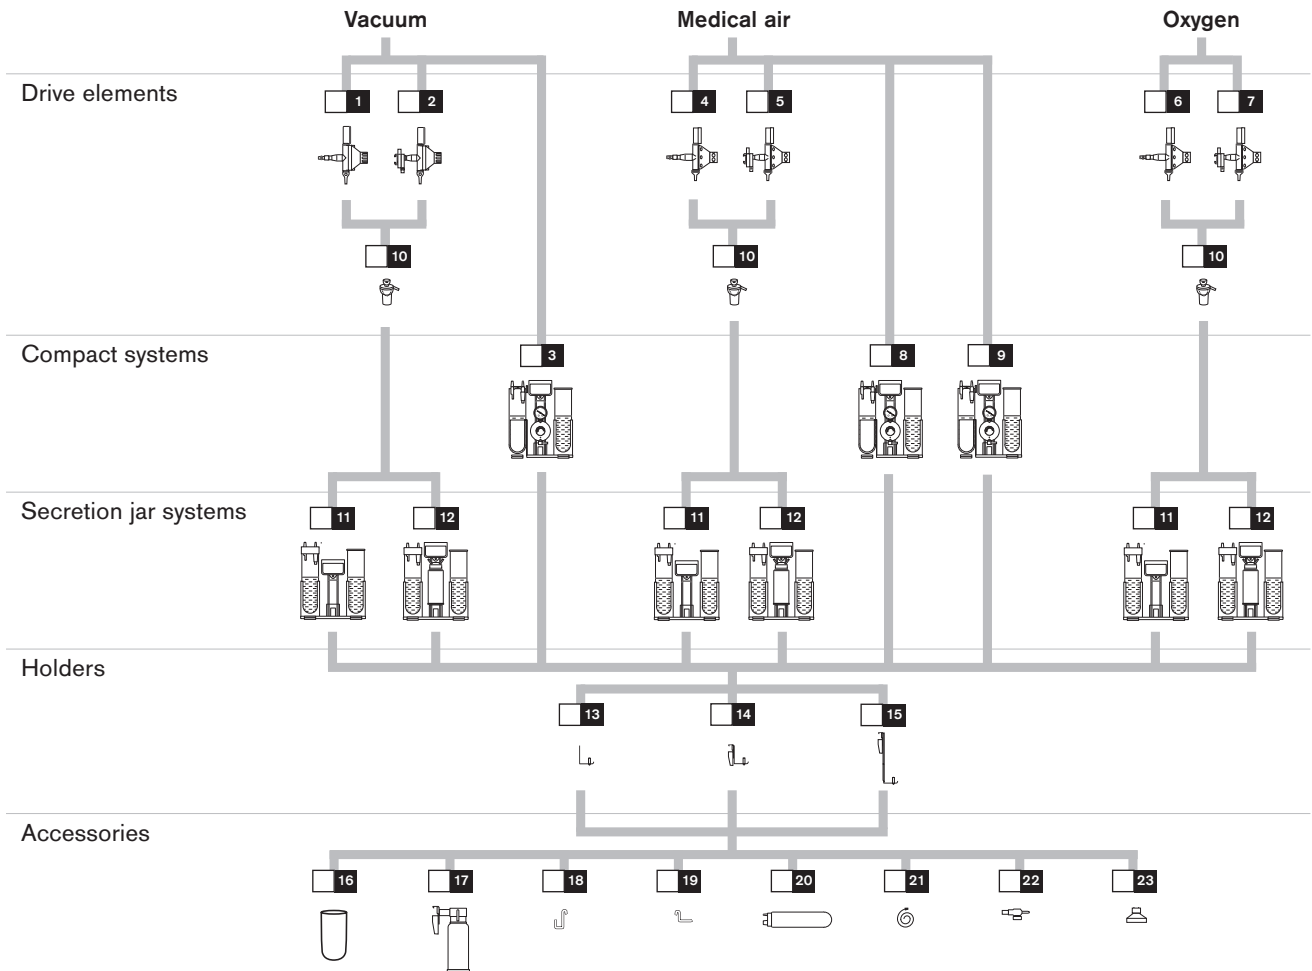 Vacuum Medical air Oxygen
Drive elements
1 2 4 5 6 7
10 10 10
Compact systems
3 8 9
Secretion jar systems
11 12 11 12 11 12
Holders
13 14 15
Accessories
16 17 18 19 20 21 22 23